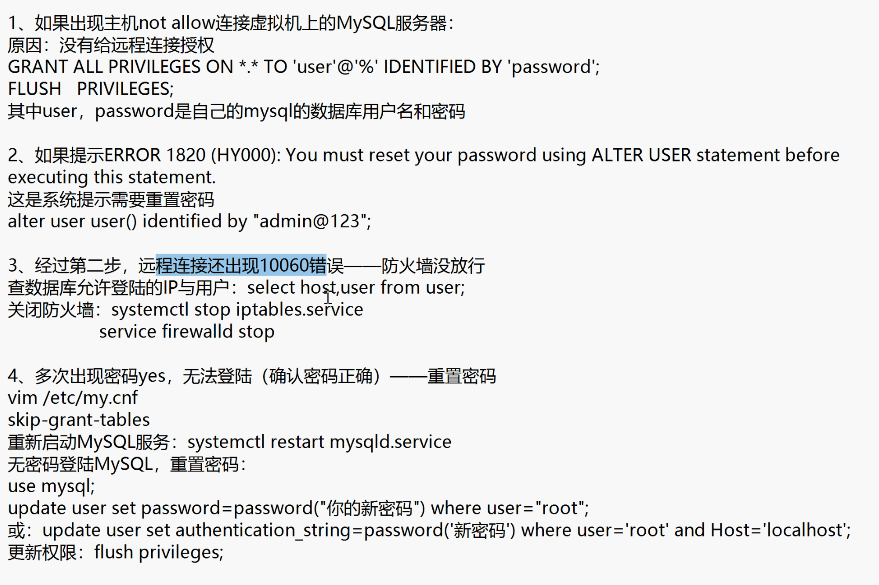 1、如果出现主机not allow连接虚拟机上的MySQL服务器：
原因：没有给远程连接授权
GRANT ALL PRIVILEGES ON *.* TO 'user'@'%' IDENTIFIED BY 'password';
FLUSH   PRIVILEGES;
其中user，password是自己的mysql的数据库用户名和密码
2、如果提示ERROR 1820 (HY000): You must reset your password using ALTER USER statement before
executing this statement.
这是系统提示需要重置密码
alter user user() identified by "admin@123";
3、经过第二步，远程连接还出现10060错误——防火墙没放行
查数据库允许登陆的IP与用户：select host,user from user;
关闭防火墙：systemctl stop iptables.service
service firewalld stop
4、多次出现密码yes，无法登陆（确认密码正确）——重置密码
vim /etc/my.cnf
skip-grant-tables
重新启动MySQL服务：systemctl restart mysqld.service
无密码登陆MySQL，重置密码：
use mysql;
update user set password=password("你的新密码") where user="root";
或：update user set authentication_string=password('新密码') where user='root' and Host='localhost';
更新权限：flush privileges;